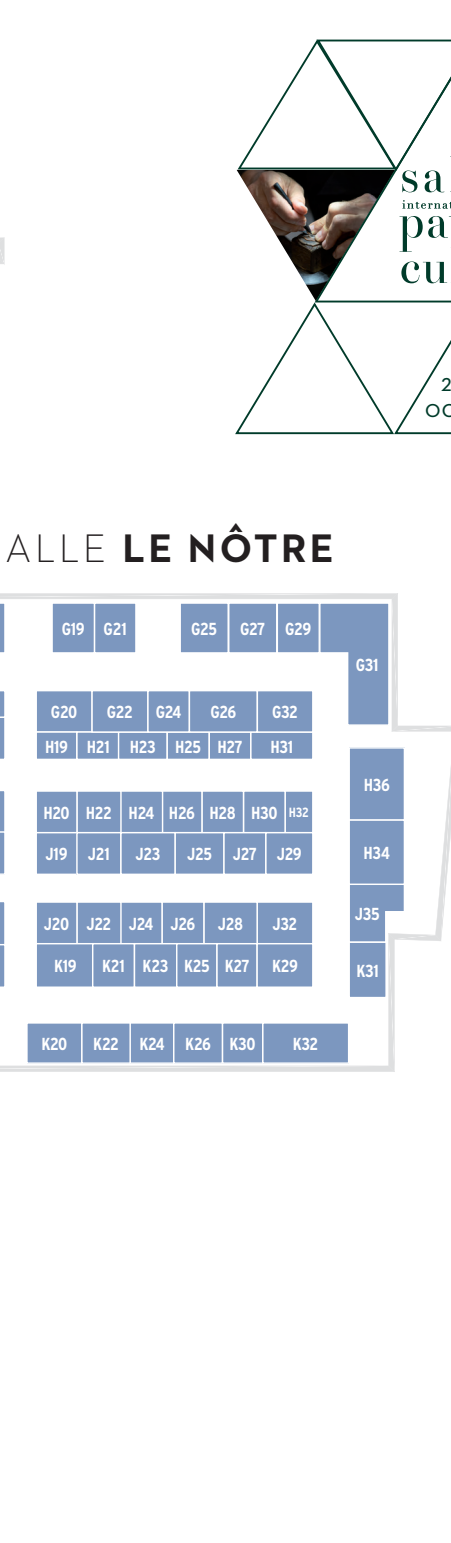 sa
internat
pa
cu
2
OC
ALLE LE NÔTRE
G19 G21 G25 G27 G29
G31
G20 G22 G24 G26 G32
H19 H21 H23 H25 H27 H31
H36
H20 H22 H24 H26 H28 H30 H32
J19 J21 J23 J25 J27 J29
H34
J35
J20 J22 J24 J26 J28 J32
K19 K21 K23 K25 K27 K29
K31
K20 K22 K24 K26 K30 K32